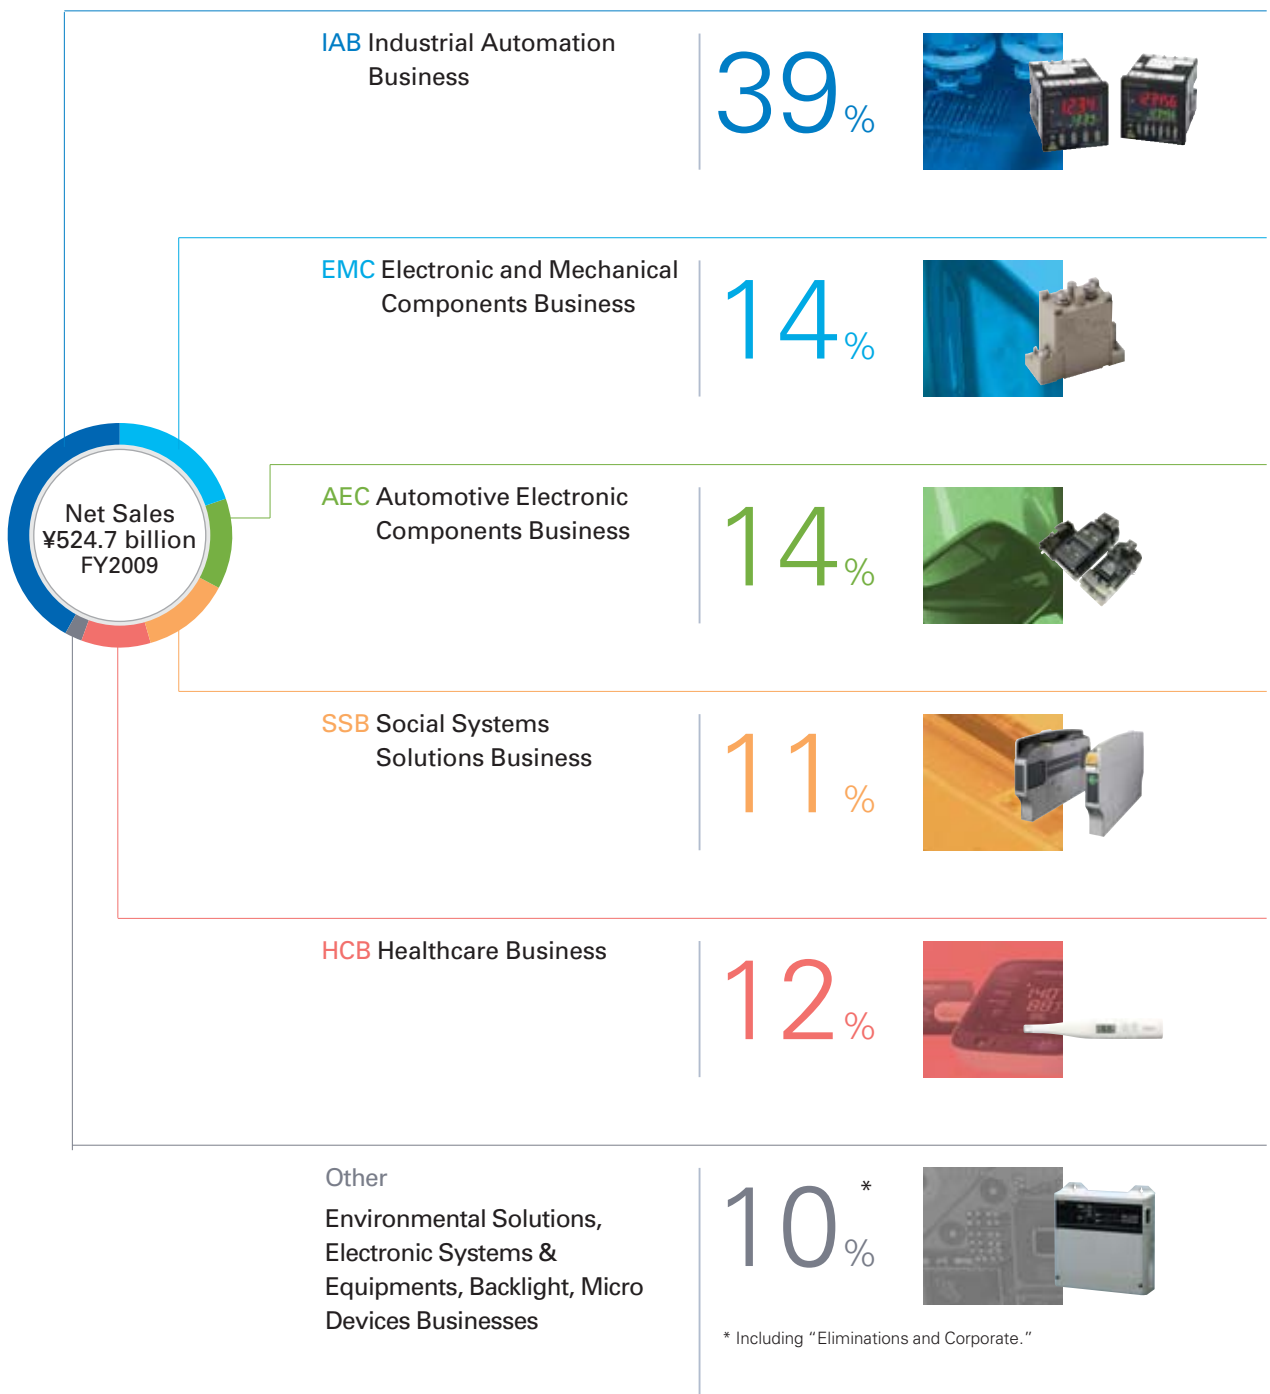 IAB Industrial Automation
Business
39%
EMC Electronic and Mechanical
Components Business
14%
Net Sales
¥524.7 billion
FY2009
AEC Automotive Electronic
Components Business
14%
SSB Social Systems
Solutions Business
11%
HCB Healthcare Business
12%
Other
Environmental Solutions,
Electronic Systems &
Equipments, Backlight, Micro
Devices Businesses
10%*
* Including “Eliminations and Corporate.”